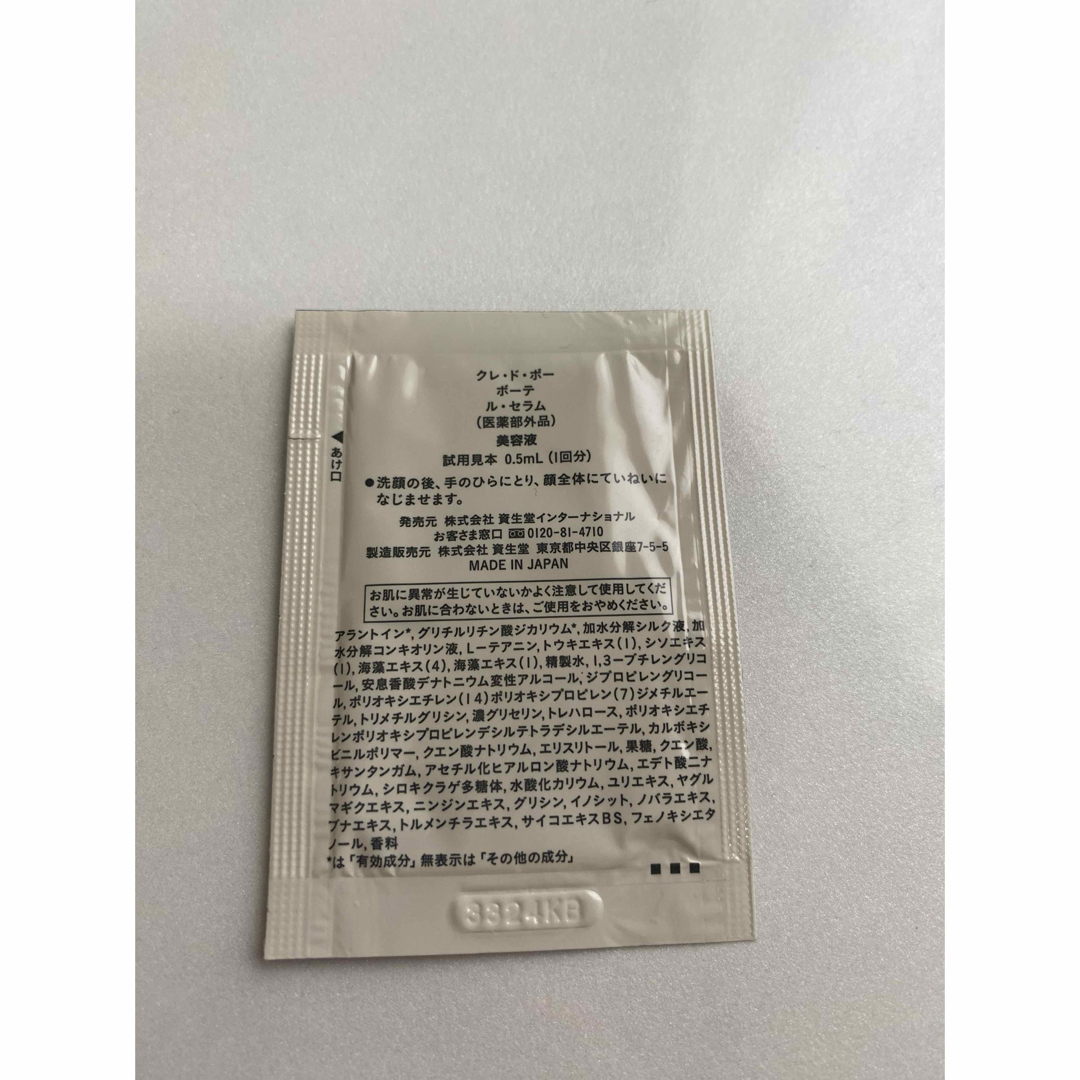 クレ・ド・ポー
ボーテ
ル・セラム
(医薬部外品)
美容液
試用見本 0.5mL (1回分)
◀あけ口
●洗顔の後、手のひらにとり、顔全体にていねいに
なじませます。
発売元 株式会社 資生堂インターナショナル
お客さま窓口 0120-81-4710
製造販売元 株式会社 資生堂 東京都中央区銀座7-5-5
MADE IN JAPAN
お肌に異常が生じていないかよく注意して使用してくだ
さい。お肌に合わないときは、ご使用をおやめください。
アラントイン*, グリチルリチン酸ジカリウム*, 加水分解シルク液, 加
水分解コンキオリン液, L-テアニン, トウキエキス(1), シソエキス
(1), 海藻エキス(4), 海藻エキス(1), 精製水, 1,3-ブチレングリコ
ール, 安息香酸デナトニウム変性アルコール, ジプロピレングリコー
ル, ポリオキシエチレン(14)ポリオキシプロピレン(7)ジメチルエー
テル, トリメチルグリシン, 濃グリセリン, トレハロース, ポリオキシエチ
レンポリオキシプロピレンデシルテトラデシルエーテル, カルボキシ
ビニルポリマー, クエン酸ナトリウム, エリスリトール, 果糖, クエン酸,
キサンタンガム, アセチル化ヒアルロン酸ナトリウム, エデト酸二ナ
トリウム, シロキクラゲ多糖体, 水酸化カリウム, ユリエキス, ヤグル
マギクエキス, ニンジンエキス, グリシン, イノシット, ノバラエキス,
ブナエキス, トルメンチラエキス, サイコエキスBS, フェノキシエタ
ノール, 香料
*は「有効成分」無表示は「その他の成分」